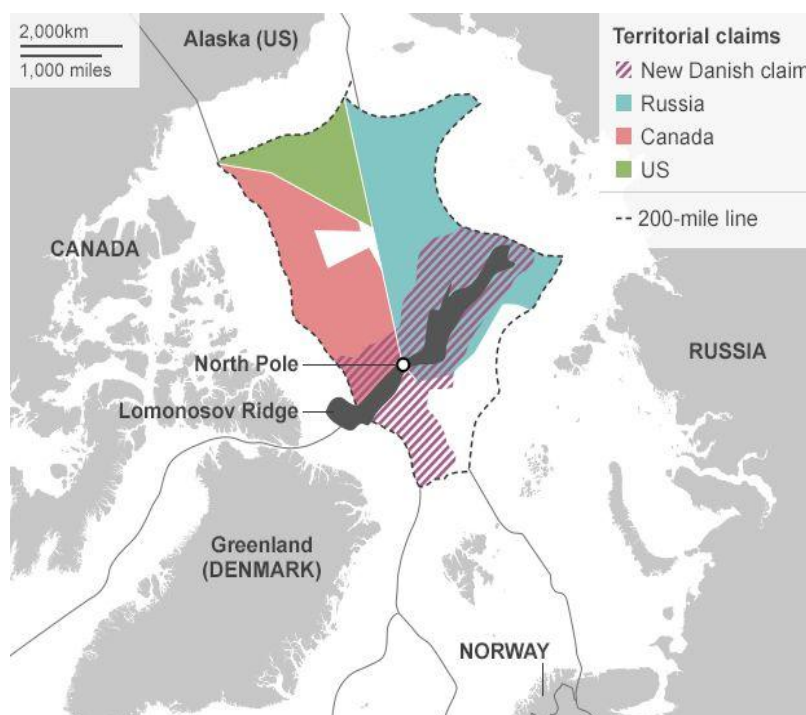 2,000km
1,000 miles
Alaska (US)
Territorial claims
New Danish claim
Russia
Canada
US
200-mile line
CANADA
North Pole
RUSSIA
Lomonosov Ridge
Greenland
(DENMARK)
NORWAY